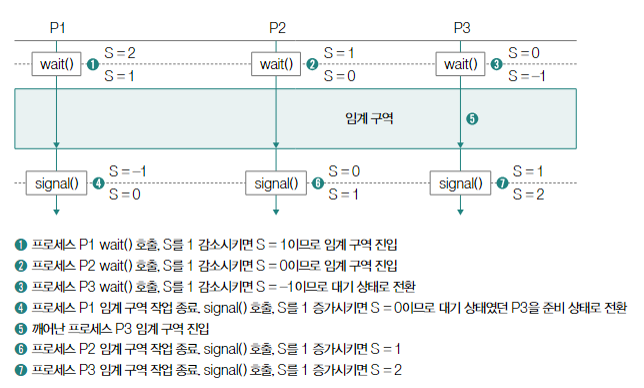 P1 P2 P3
wait() ❶ S = 2 wait() ❷ S = 1 wait() ❸ S = 0
S = 1 S = 0 S = -1
임계 구역 ❺
signal() ❹ S = -1 signal() ❻ S = 0 signal() ❼ S = 1
S = 0 S = 1 S = 2
❶ 프로세스 P1 wait() 호출, S를 1 감소시키면 S = 1이므로 임계 구역 진입
❷ 프로세스 P2 wait() 호출, S를 1 감소시키면 S = 0이므로 임계 구역 진입
❸ 프로세스 P3 wait() 호출, S를 1 감소시키면 S = -1이므로 대기 상태로 전환
❹ 프로세스 P1 임계 구역 작업 종료, signal() 호출, S를 1 증가시키면 S = 0이므로 대기 상태였던 P3을 준비 상태로 전환
❺ 깨어난 프로세스 P3 임계 구역 진입
❻ 프로세스 P2 임계 구역 작업 종료, signal() 호출, S를 1 증가시키면 S = 1
❼ 프로세스 P3 임계 구역 작업 종료, signal() 호출, S를 1 증가시키면 S = 2